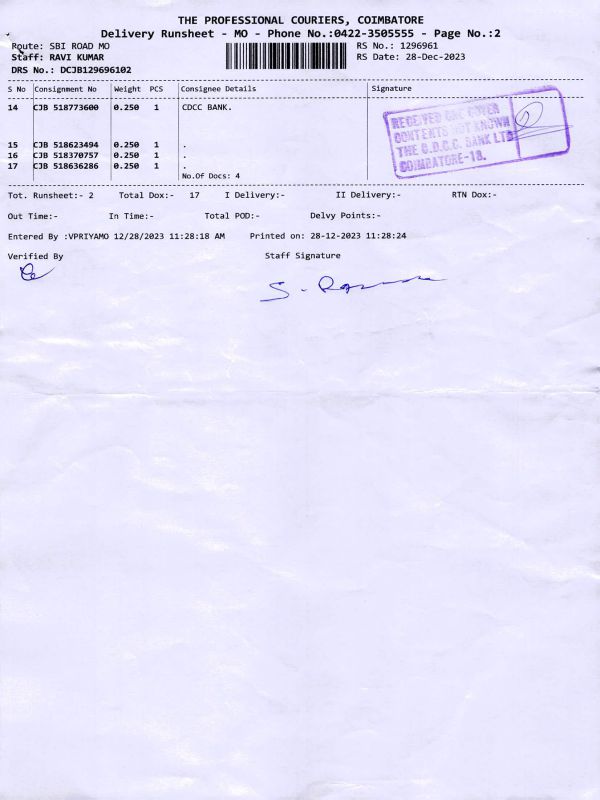 THE PROFESSIONAL COURIERS, COIMBATORE
Delivery Runsheet - MO - Phone No.:0422-3505555 - Page No.:2
Route: SBI ROAD MO
RS No.: 1296961
Staff: RAVI KUMAR
RS Date: 28-Dec-2023
DRS No.: DCJB129696102
S No Consignment No Weight PCS Consignee Details Signature
14 CJB 518773600 0.250 1 CDCC BANK.
RECEIVED ONE COVER
CONTENTS NOT KNOWN
THE C.D.C.C. BANK LTD
COIMBATORE-18.
15 CJB 518623494 0.250 1 .
16 CJB 518370757 0.250 1 .
17 CJB 518636286 0.250 1 .
No.Of Docs: 4
Tot. Runsheet:- 2 Total Dox:- 17 I Delivery:- II Delivery:- RTN Dox:-
Out Time:- In Time:- Total POD:- Delvy Points:-
Entered By :VPRIYAMO 12/28/2023 11:28:18 AM Printed on: 28-12-2023 11:28:24
Verified By Staff Signature